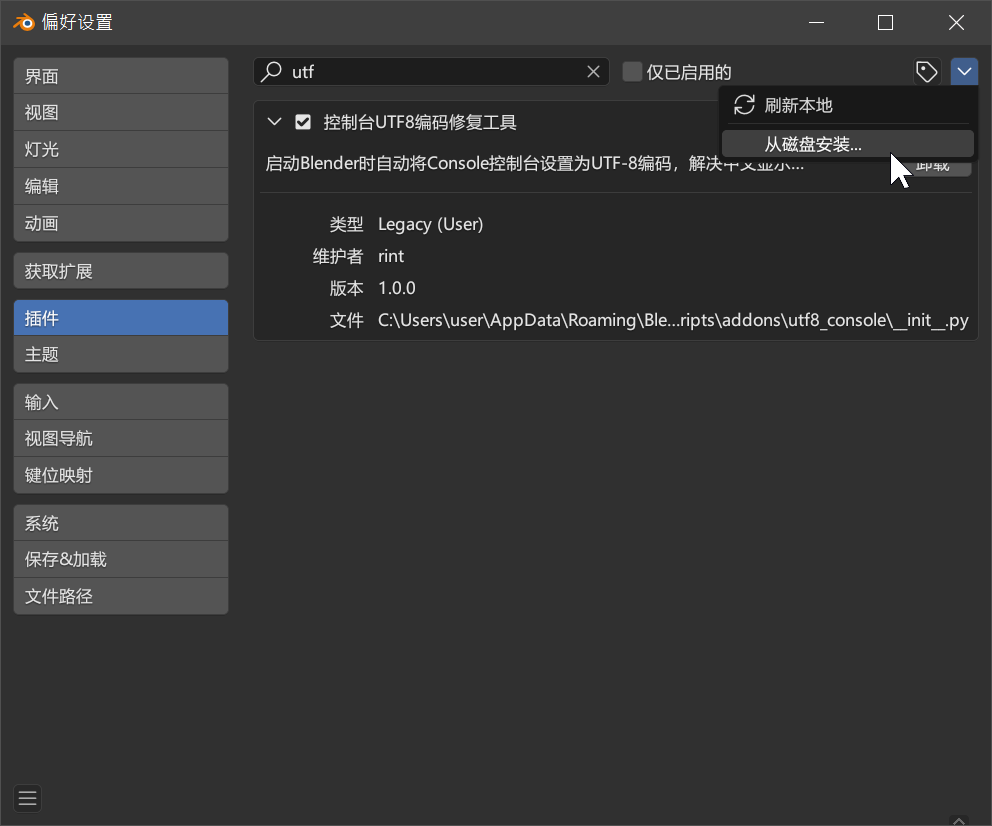 偏好设置
界面
视图
灯光
编辑
动画
获取扩展
插件
主题
输入
视图导航
键位映射
系统
保存&加载
文件路径
utf
仅已启用的
刷新本地
从磁盘安装...
控制台UTF8编码修复工具
启动Blender时自动将Console控制台设置为UTF-8编码，解决中文显示...
卸载
类型 Legacy (User)
维护者 rint
版本 1.0.0
文件 C:\Users\user\AppData\Roaming\Ble...ripts\addons\utf8_console\__init__.py